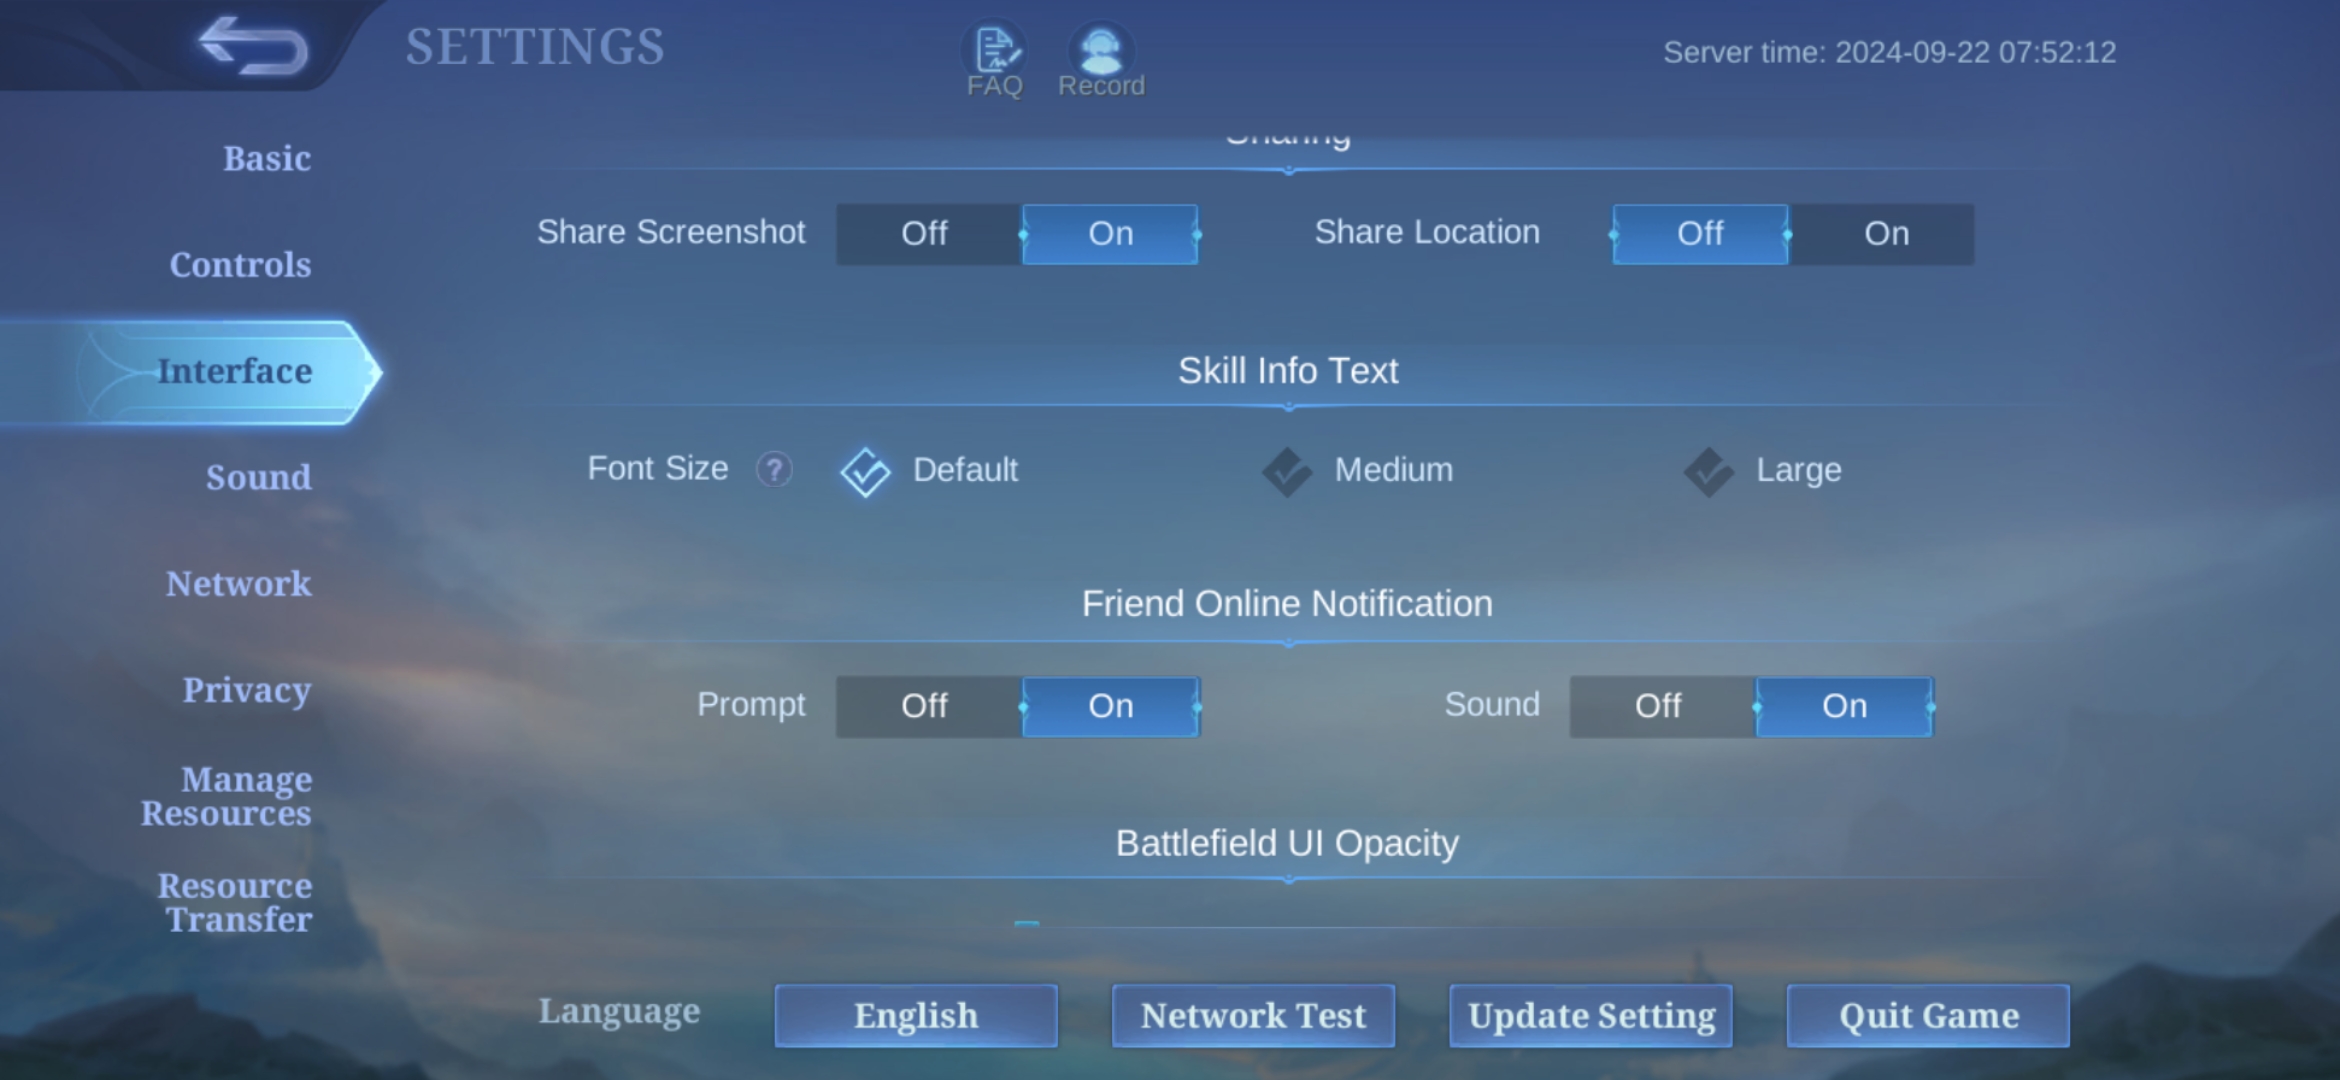 SETTINGS
FAQ
Record
Server time: 2024-09-22 07:52:12
Basic
Controls
Interface
Sound
Network
Privacy
Manage
Resources
Resource
Transfer
Sharing
Share Screenshot Off On Share Location Off On
Skill Info Text
Font Size ? Default Medium Large
Friend Online Notification
Prompt Off On Sound Off On
Battlefield UI Opacity
Language English Network Test Update Setting Quit Game